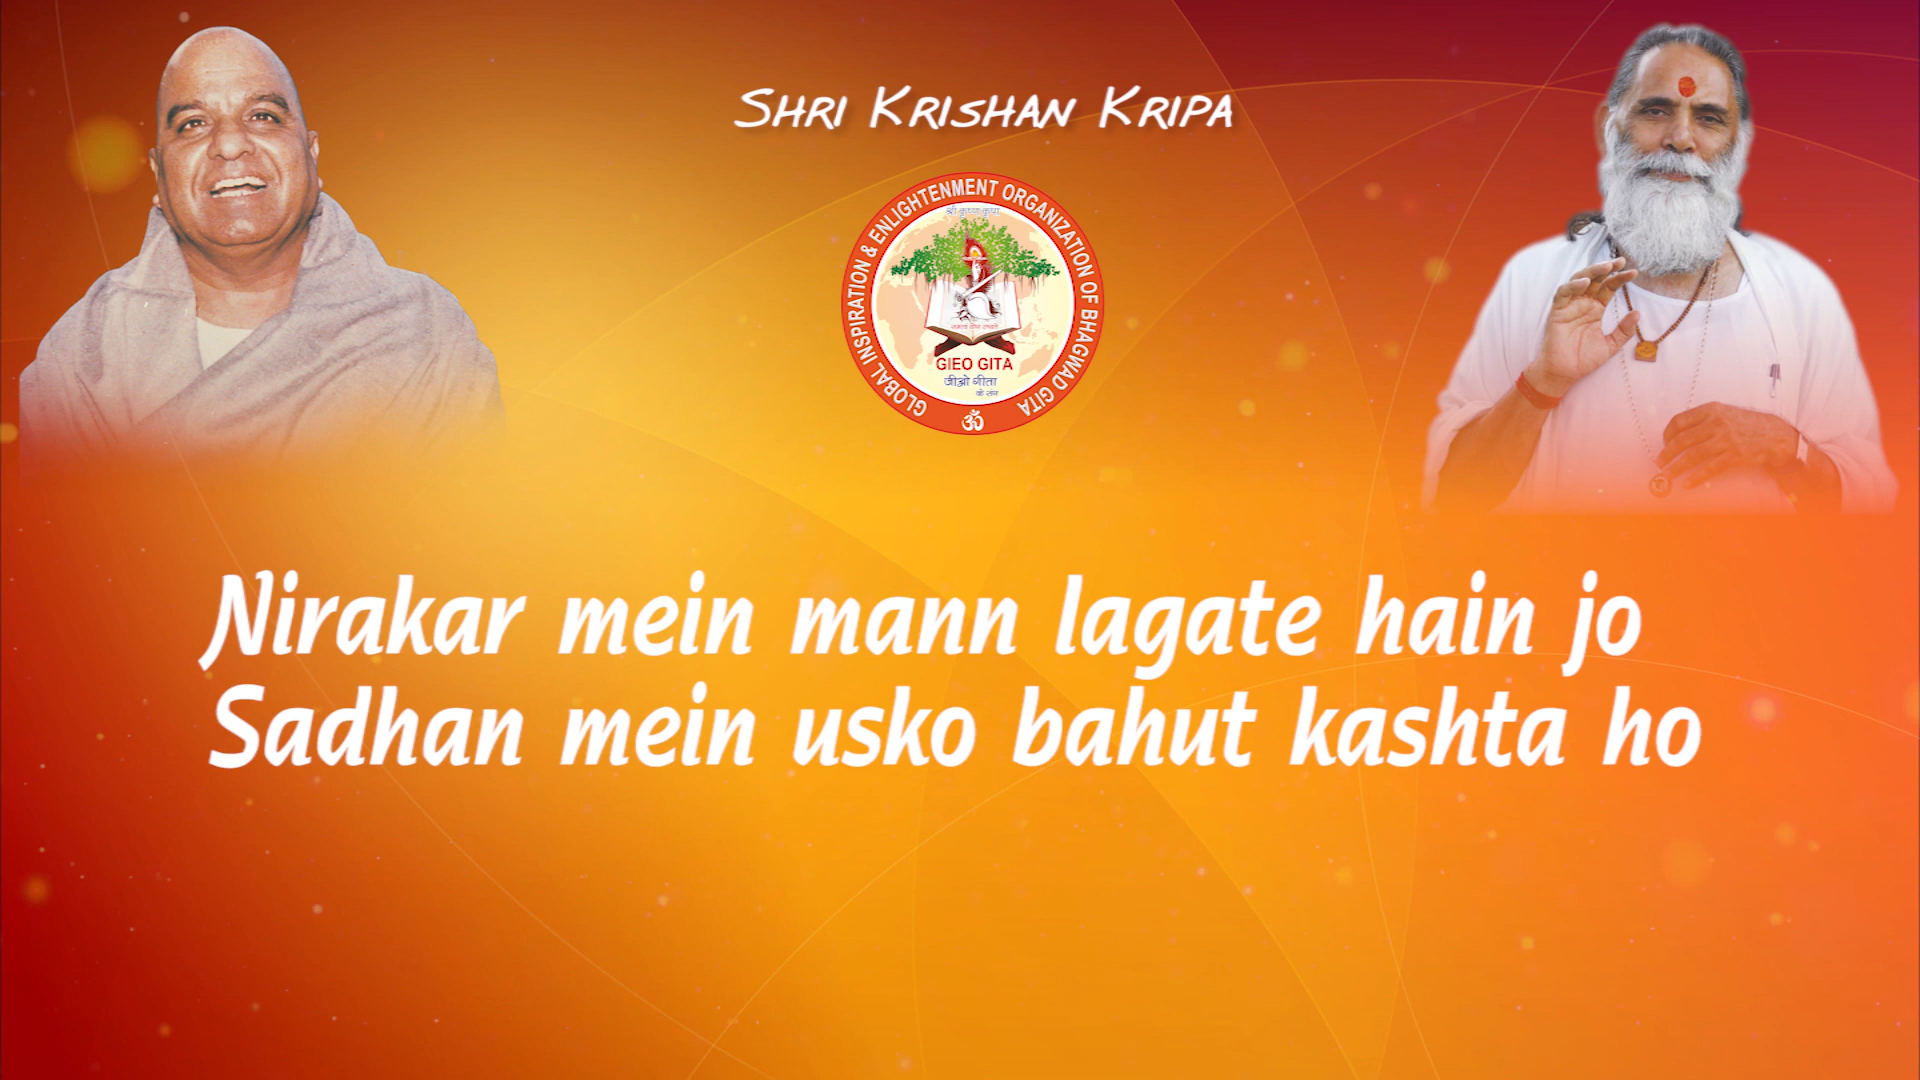 Shri Krishan Kripa
GLOBAL INSPIRATION & ENLIGHTENMENT ORGANIZATION OF BHAGWAD GITA
श्री कृष्ण कृपा
GIEO GITA
जीओ गीता
के संग
ॐ
Nirakar mein mann lagate hain jo
Sadhan mein usko bahut kashta ho